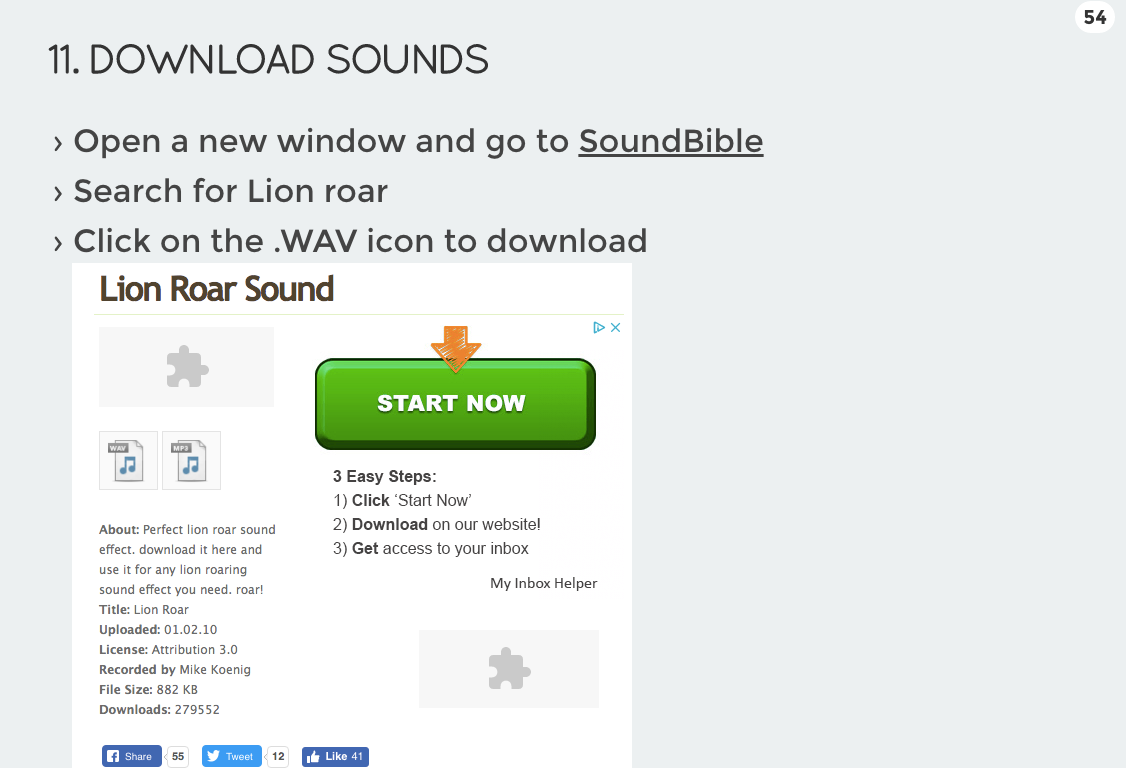 54
11. DOWNLOAD SOUNDS
› Open a new window and go to SoundBible
› Search for Lion roar
› Click on the .WAV icon to download
Lion Roar Sound
START NOW
WAV
MP3
3 Easy Steps:
1) Click ‘Start Now’
2) Download on our website!
3) Get access to your inbox
My Inbox Helper
About: Perfect lion roar sound
effect. download it here and
use it for any lion roaring
sound effect you need. roar!
Title: Lion Roar
Uploaded: 01.02.10
License: Attribution 3.0
Recorded by Mike Koenig
File Size: 882 KB
Downloads: 279552
Share 55 Tweet 12 Like 41